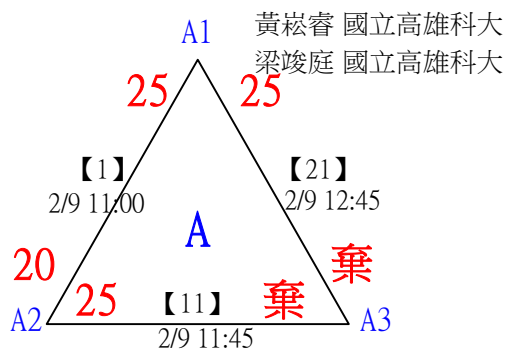 A1
黃崧睿 國立高雄科大
梁竣庭 國立高雄科大
25
25
【1】
2/9 11:00
【21】
2/9 12:45
A
20
棄
25
【11】
棄
A2
A3
2/9 11:45